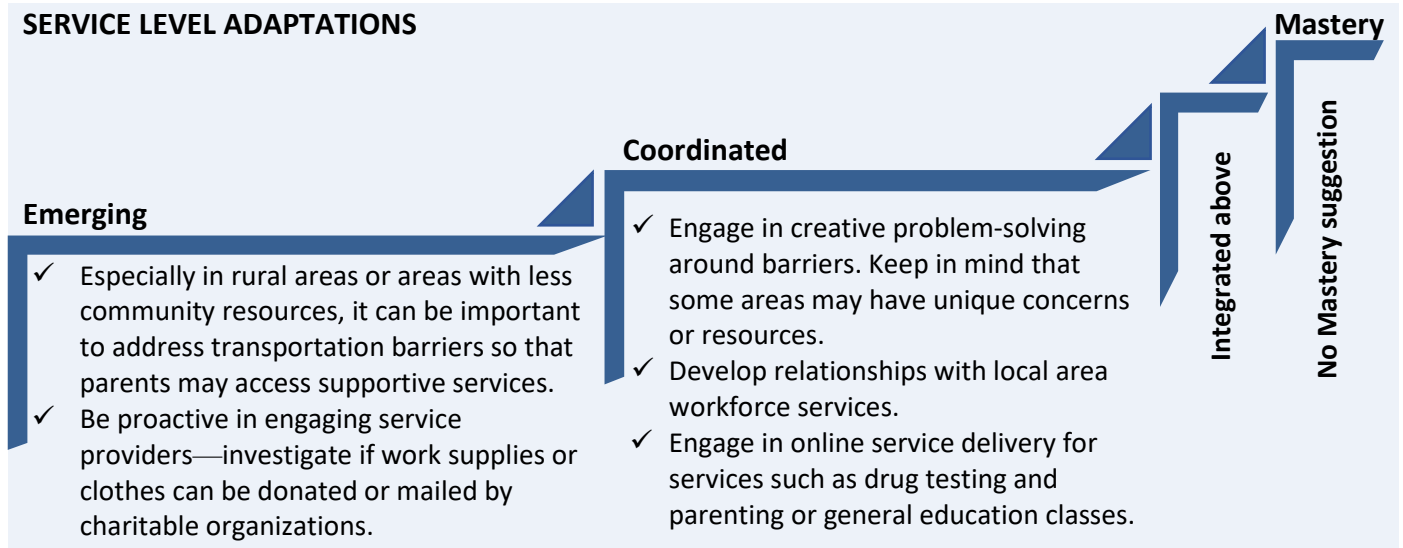 SERVICE LEVEL ADAPTATIONS
Emerging
✓ Especially in rural areas or areas with less
community resources, it can be important
to address transportation barriers so that
parents may access supportive services.
✓ Be proactive in engaging service
providers—investigate if work supplies or
clothes can be donated or mailed by
charitable organizations.
Coordinated
✓ Engage in creative problem-solving
around barriers. Keep in mind that
some areas may have unique concerns
or resources.
✓ Develop relationships with local area
workforce services.
✓ Engage in online service delivery for
services such as drug testing and
parenting or general education classes.
Integrated above
Mastery
No Mastery suggestion